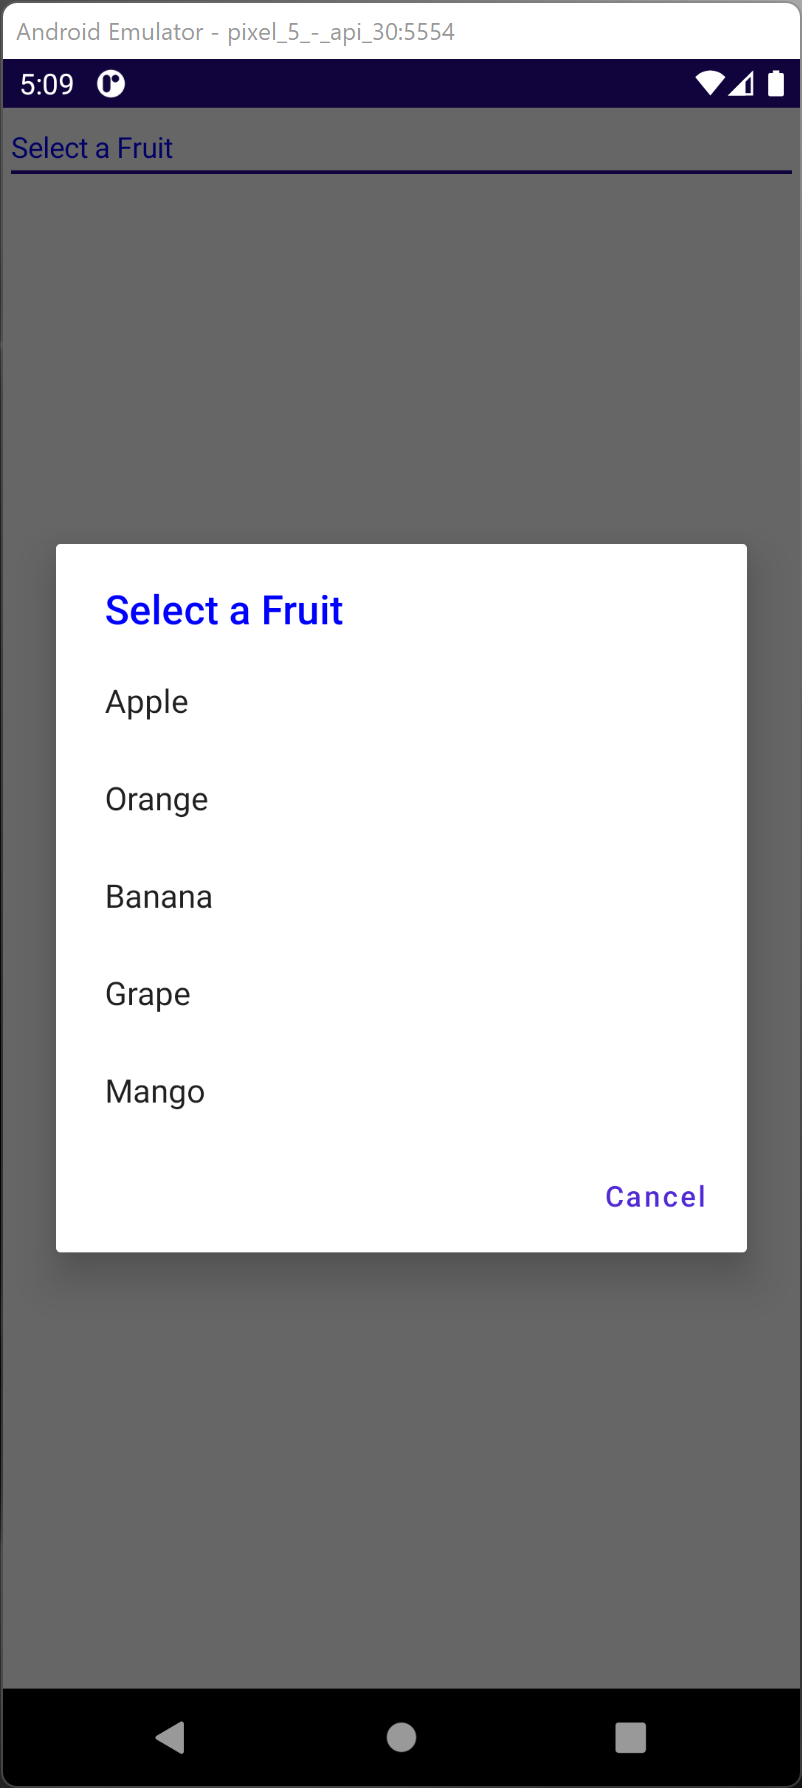 Android Emulator - pixel_5_-_api_30:5554
5:09
Select a Fruit
Select a Fruit
Apple
Orange
Banana
Grape
Mango
Cancel